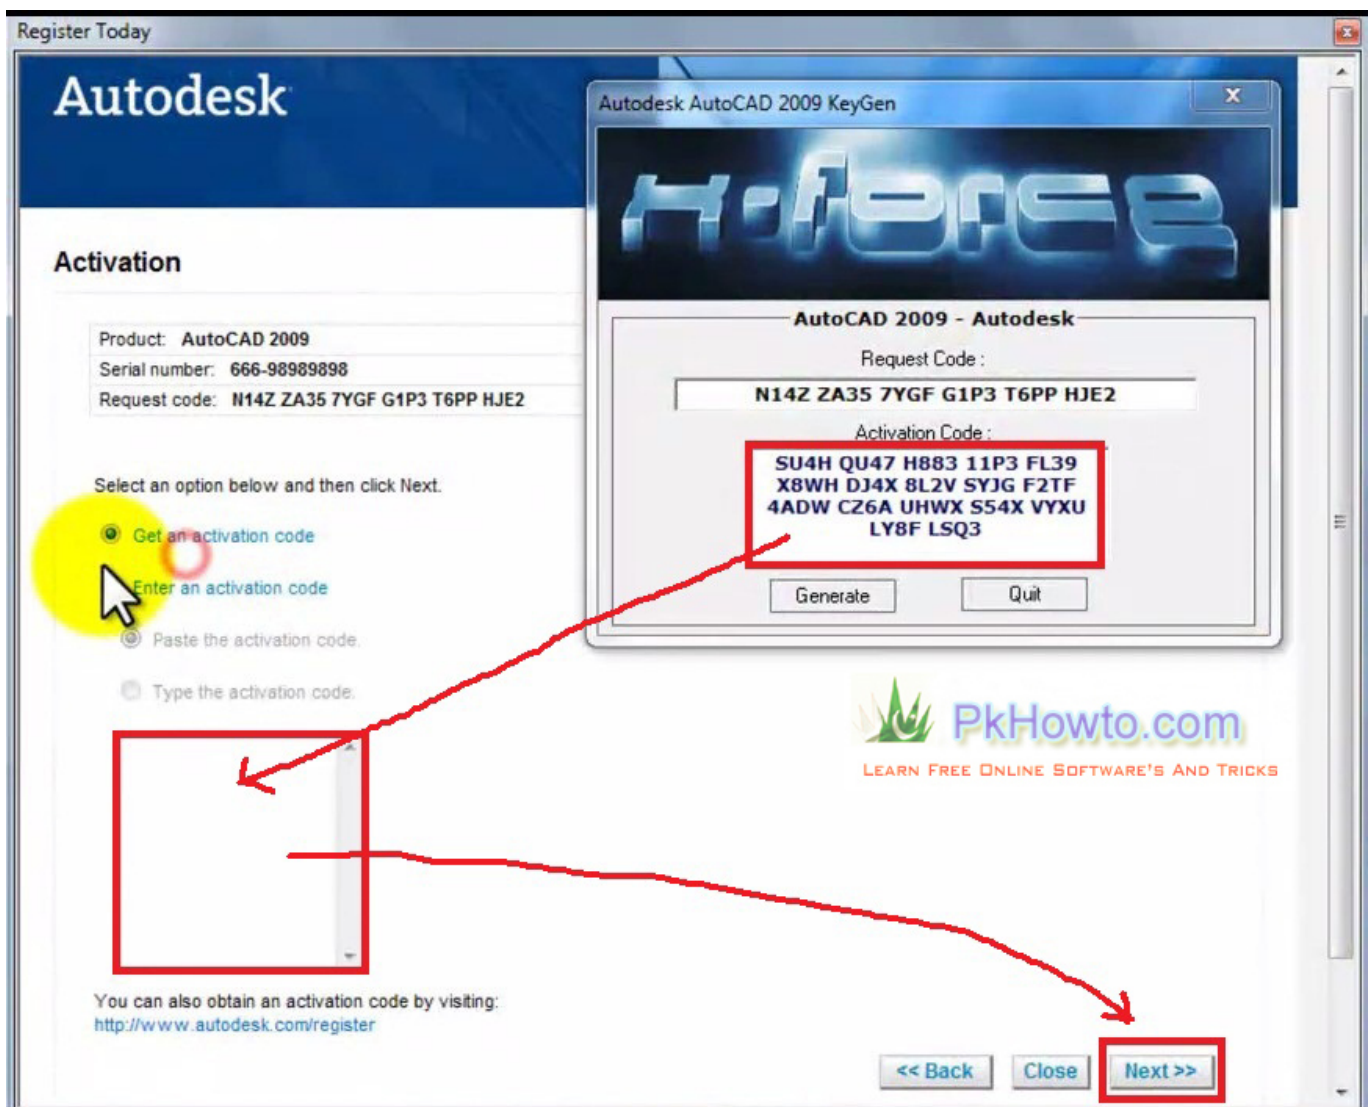 Register Today
Autodesk
Autodesk AutoCAD 2009 KeyGen
X
X-FORCE
Activation
AutoCAD 2009 - Autodesk
Product: AutoCAD 2009
Serial number: 666-98989898
Request code: N14Z ZA35 7YGF G1P3 T6PP HJE2
Request Code :
N14Z ZA35 7YGF G1P3 T6PP HJE2
Activation Code :
SU4H QU47 H883 11P3 FL39
X8WH DJ4X 8L2V SYJG F2TF
4ADW CZ6A UHWX S54X VYXU
LY8F LSQ3
Generate
Quit
Select an option below and then click Next.
Get an activation code
Enter an activation code
Paste the activation code.
Type the activation code.
PkHowto.com
Learn Free Online Software's And Tricks
You can also obtain an activation code by visiting:
http://www.autodesk.com/register
<< Back
Close
Next >>